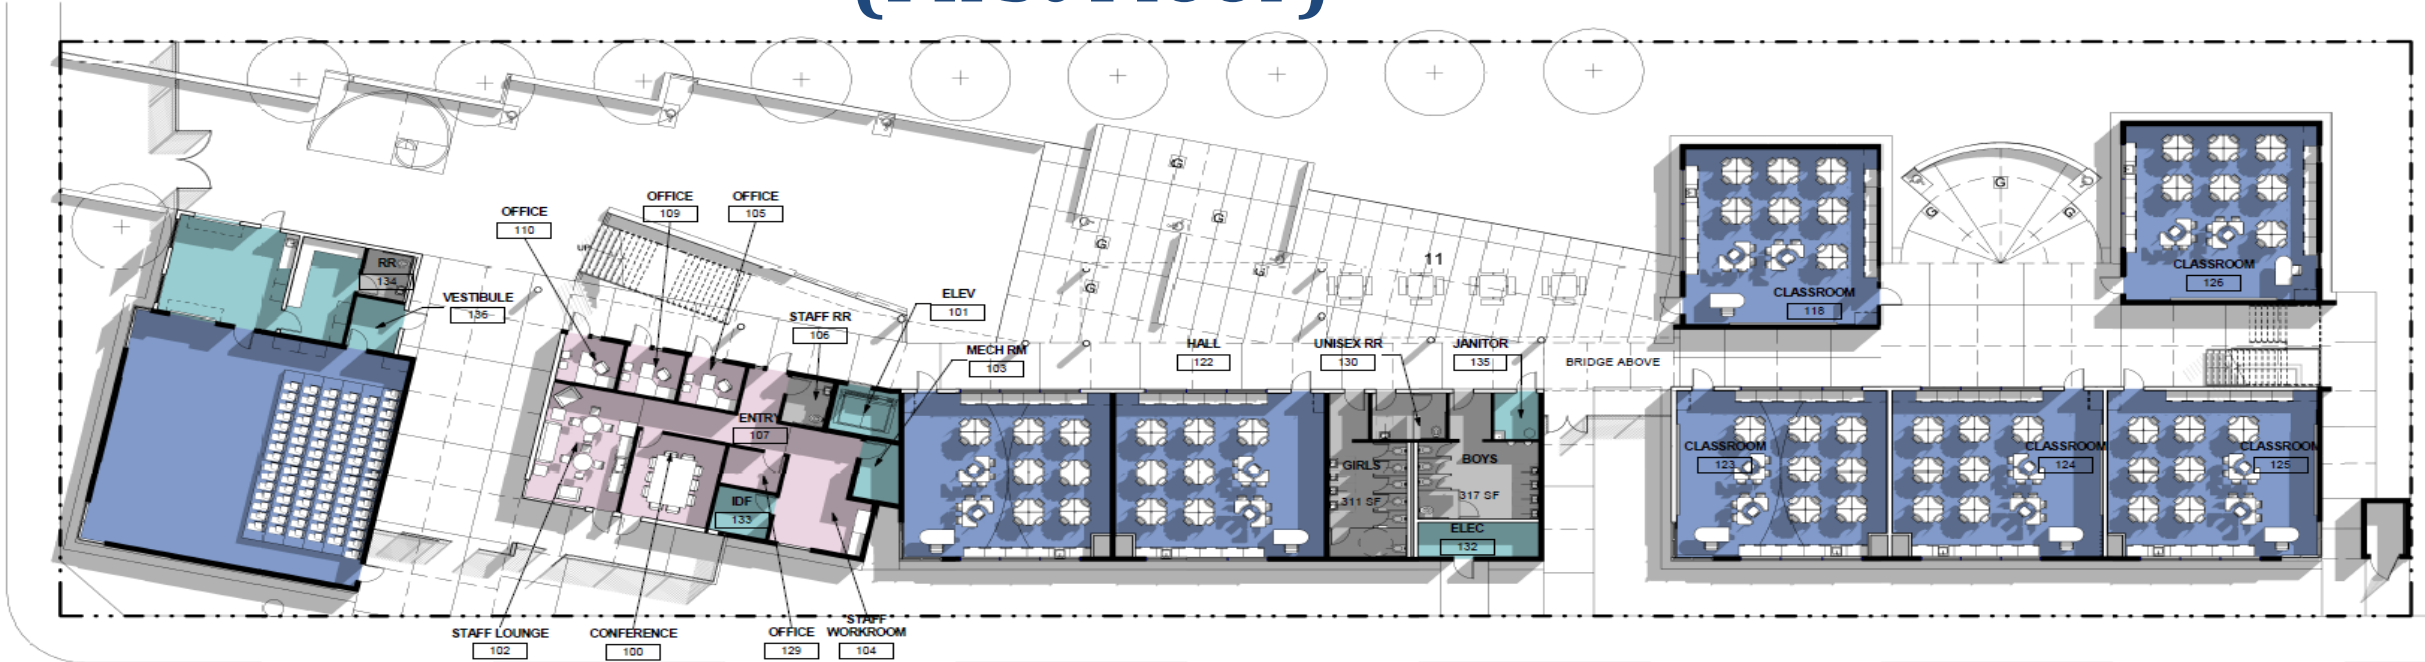 (First Floor)
OFFICE
109
OFFICE
105
OFFICE
110
UP
RR
134
VESTIBULE
136
ELEV
101
STAFF RR
106
MECH RM
103
HALL
122
UNISEX RR
130
JANITOR
135
BRIDGE ABOVE
11
G
G
G
G
G
CLASSROOM
118
G
G
G
CLASSROOM
126
ENTRY
107
IDF
133
GIRLS
311 SF
BOYS
317 SF
ELEC
132
CLASSROOM
123
CLASSROOM
124
CLASSROOM
125
STAFF LOUNGE
102
CONFERENCE
100
OFFICE
129
STAFF
WORKROOM
104